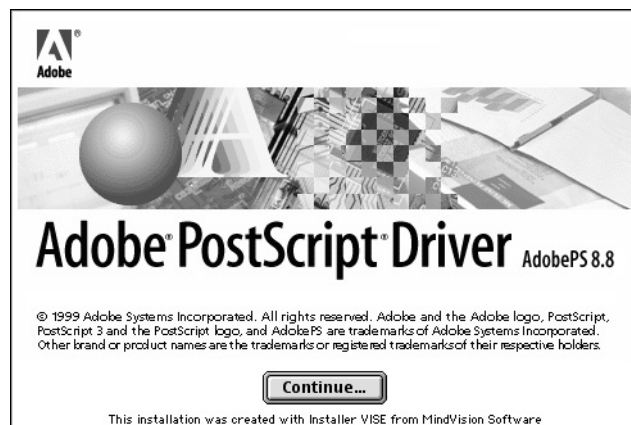 Adobe
Adobe® PostScript® Driver AdobePS 8.8
© 1999 Adobe Systems Incorporated. All rights reserved. Adobe and the Adobe logo, PostScript,
PostScript 3 and the PostScript logo, and AdobePS are trademarks of Adobe Systems Incorporated.
Other brand or product names are the trademarks or registered trademarks of their respective holders.
Continue...
This installation was created with Installer VISE from MindVision Software